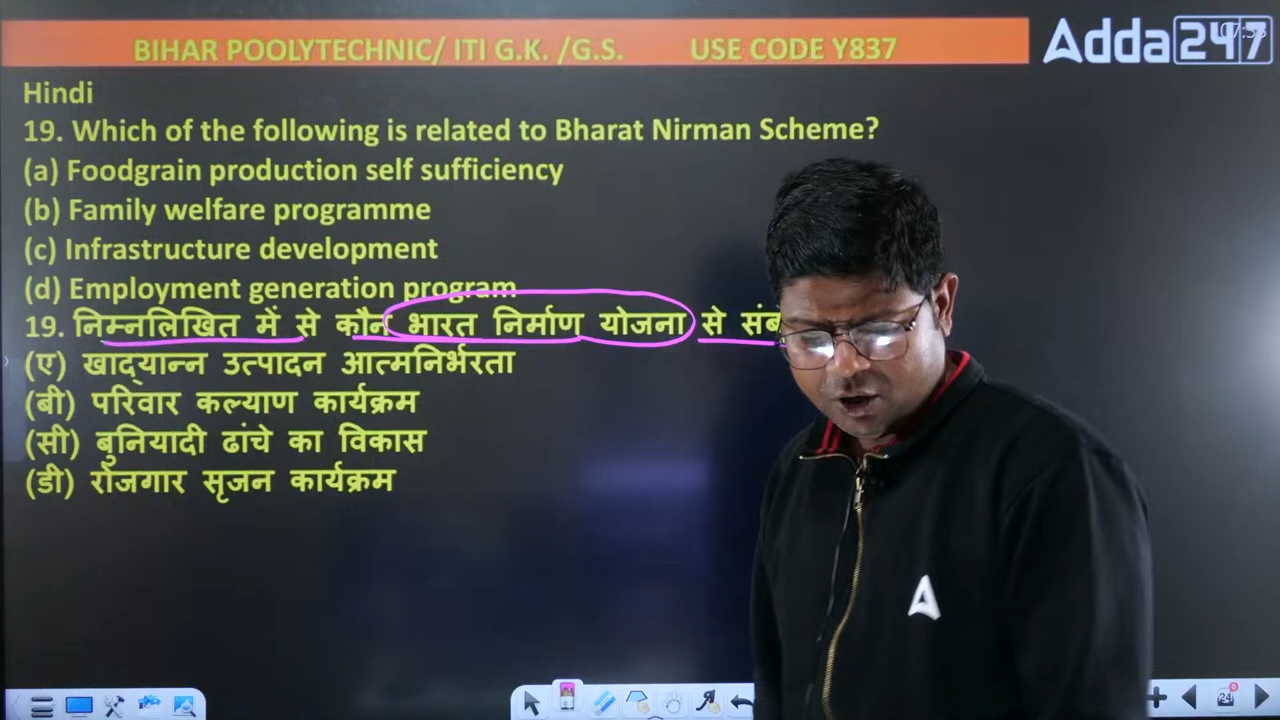 BIHAR POOLYTECHNIC/ ITI G.K. /G.S. USE CODE Y837
Adda 247
Hindi
19. Which of the following is related to Bharat Nirman Scheme?
(a) Foodgrain production self sufficiency
(b) Family welfare programme
(c) Infrastructure development
(d) Employment generation program
19. निम्नलिखित में से कौन भारत निर्माण योजना से
(ए) खाद्यान्न उत्पादन आत्मनिर्भरता
(बी) परिवार कल्याण कार्यक्रम
(सी) बुनियादी ढांचे का विकास
(डी) रोजगार सृजन कार्यक्रम